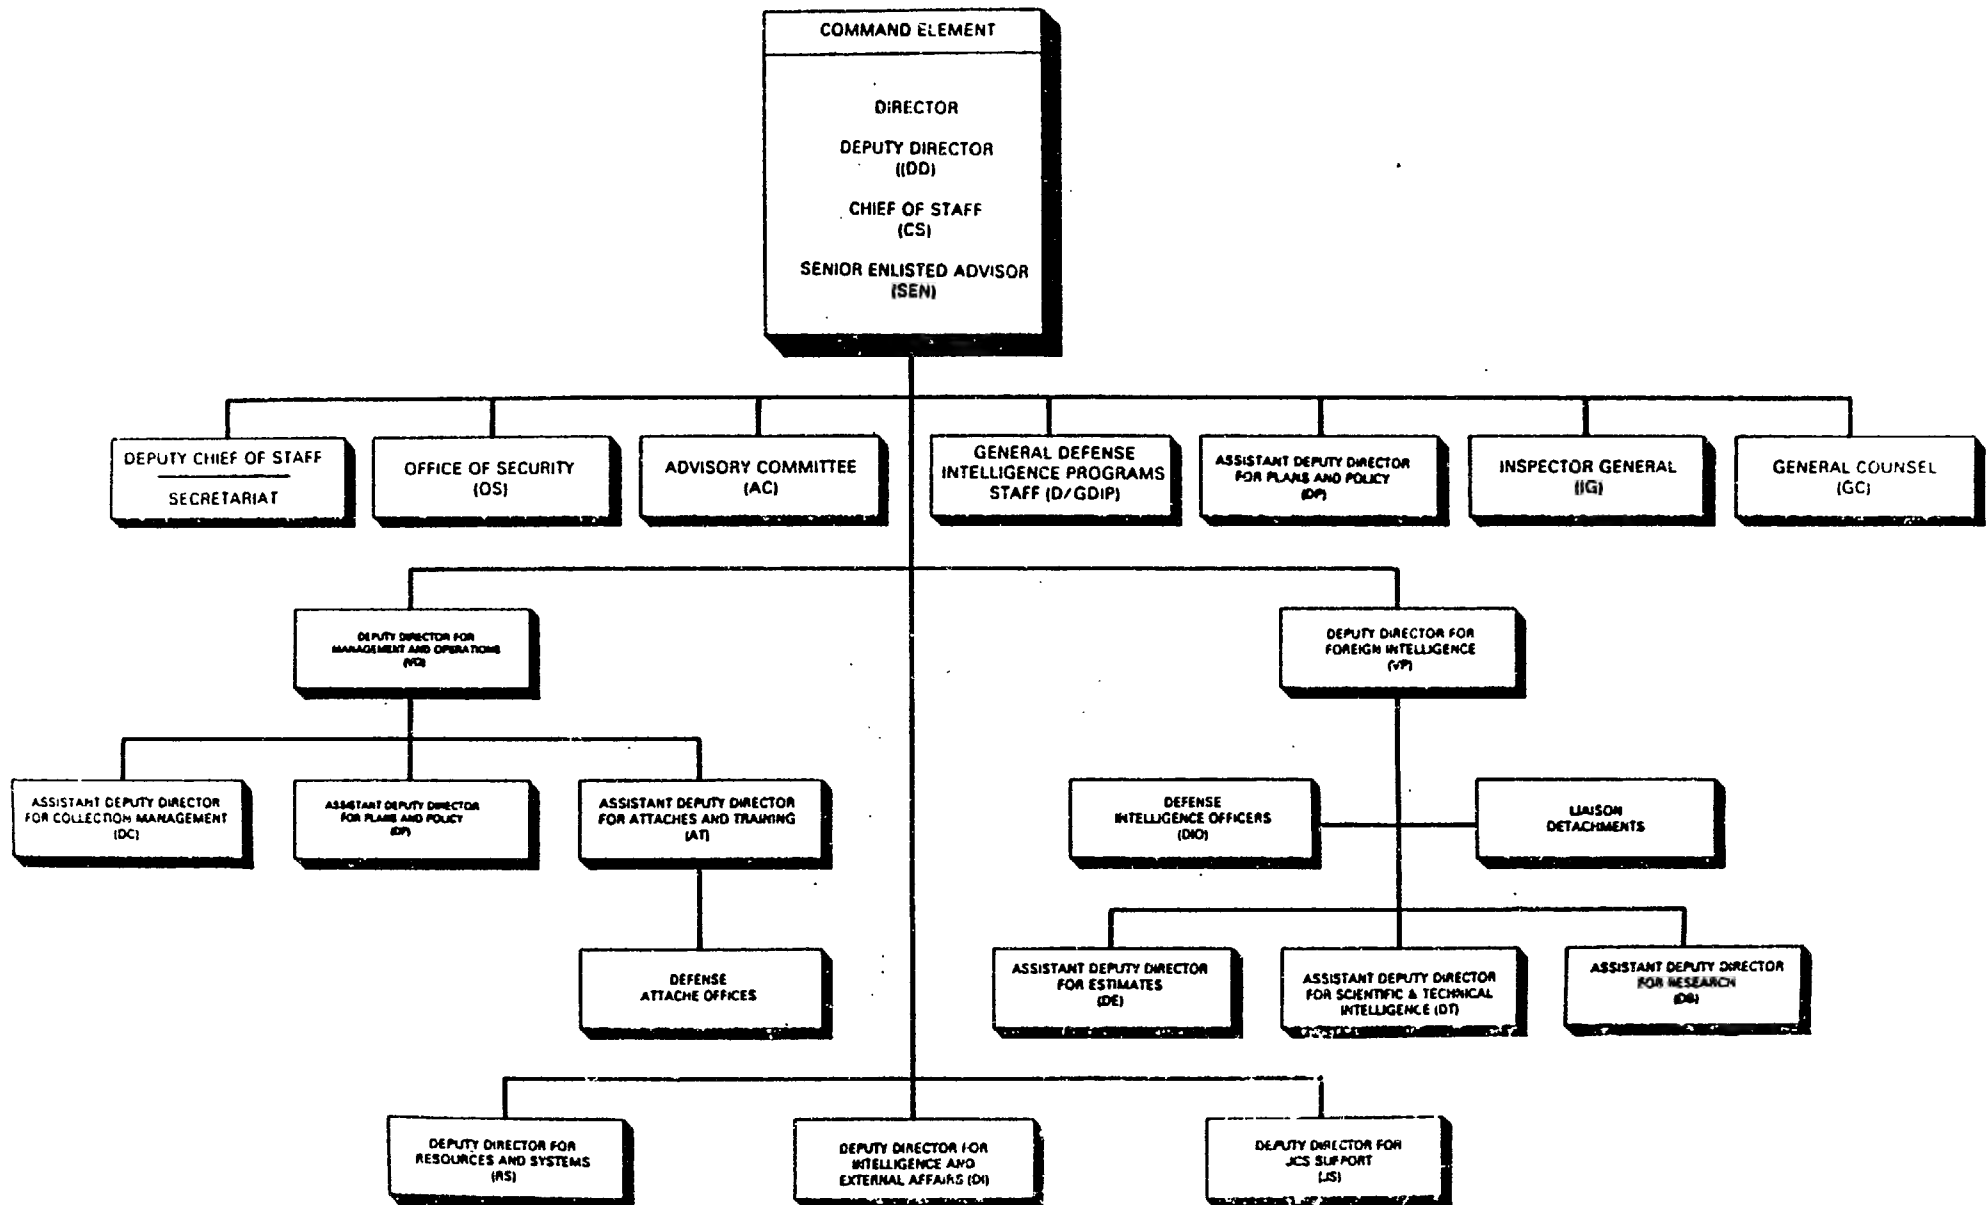 COMMAND ELEMENT
DIRECTOR
DEPUTY DIRECTOR
((DD)
CHIEF OF STAFF
(CS)
SENIOR ENLISTED ADVISOR
(SEN)
DEPUTY CHIEF OF STAFF
SECRETARIAT
OFFICE OF SECURITY
(OS)
ADVISORY COMMITTEE
(AC)
GENERAL DEFENSE
INTELLIGENCE PROGRAMS
STAFF (D/GDIP)
ASSISTANT DEPUTY DIRECTOR
FOR PLANS AND POLICY
(DP)
INSPECTOR GENERAL
(IG)
GENERAL COUNSEL
(GC)
DEPUTY DIRECTOR FOR
MANAGEMENT AND OPERATIONS
DEPUTY DIRECTOR FOR
FOREIGN INTELLIGENCE
(VP)
ASSISTANT DEPUTY DIRECTOR
FOR COLLECTION MANAGEMENT
(DC)
ASSISTANT DEPUTY DIRECTOR
FOR PLANS AND POLICY
(DP)
ASSISTANT DEPUTY DIRECTOR
FOR ATTACHES AND TRAINING
(AT)
DEFENSE
INTELLIGENCE OFFICERS
(DIO)
LIAISON
DETACHMENTS
DEFENSE
ATTACHE OFFICES
ASSISTANT DEPUTY DIRECTOR
FOR ESTIMATES
(DE)
ASSISTANT DEPUTY DIRECTOR
FOR SCIENTIFIC & TECHNICAL
INTELLIGENCE (DT)
ASSISTANT DEPUTY DIRECTOR
FOR RESEARCH
(DB)
DEPUTY DIRECTOR FOR
RESOURCES AND SYSTEMS
(RS)
DEPUTY DIRECTOR FOR
INTELLIGENCE AND
EXTERNAL AFFAIRS (DI)
DEPUTY DIRECTOR FOR
JCS SUPPORT
(JS)